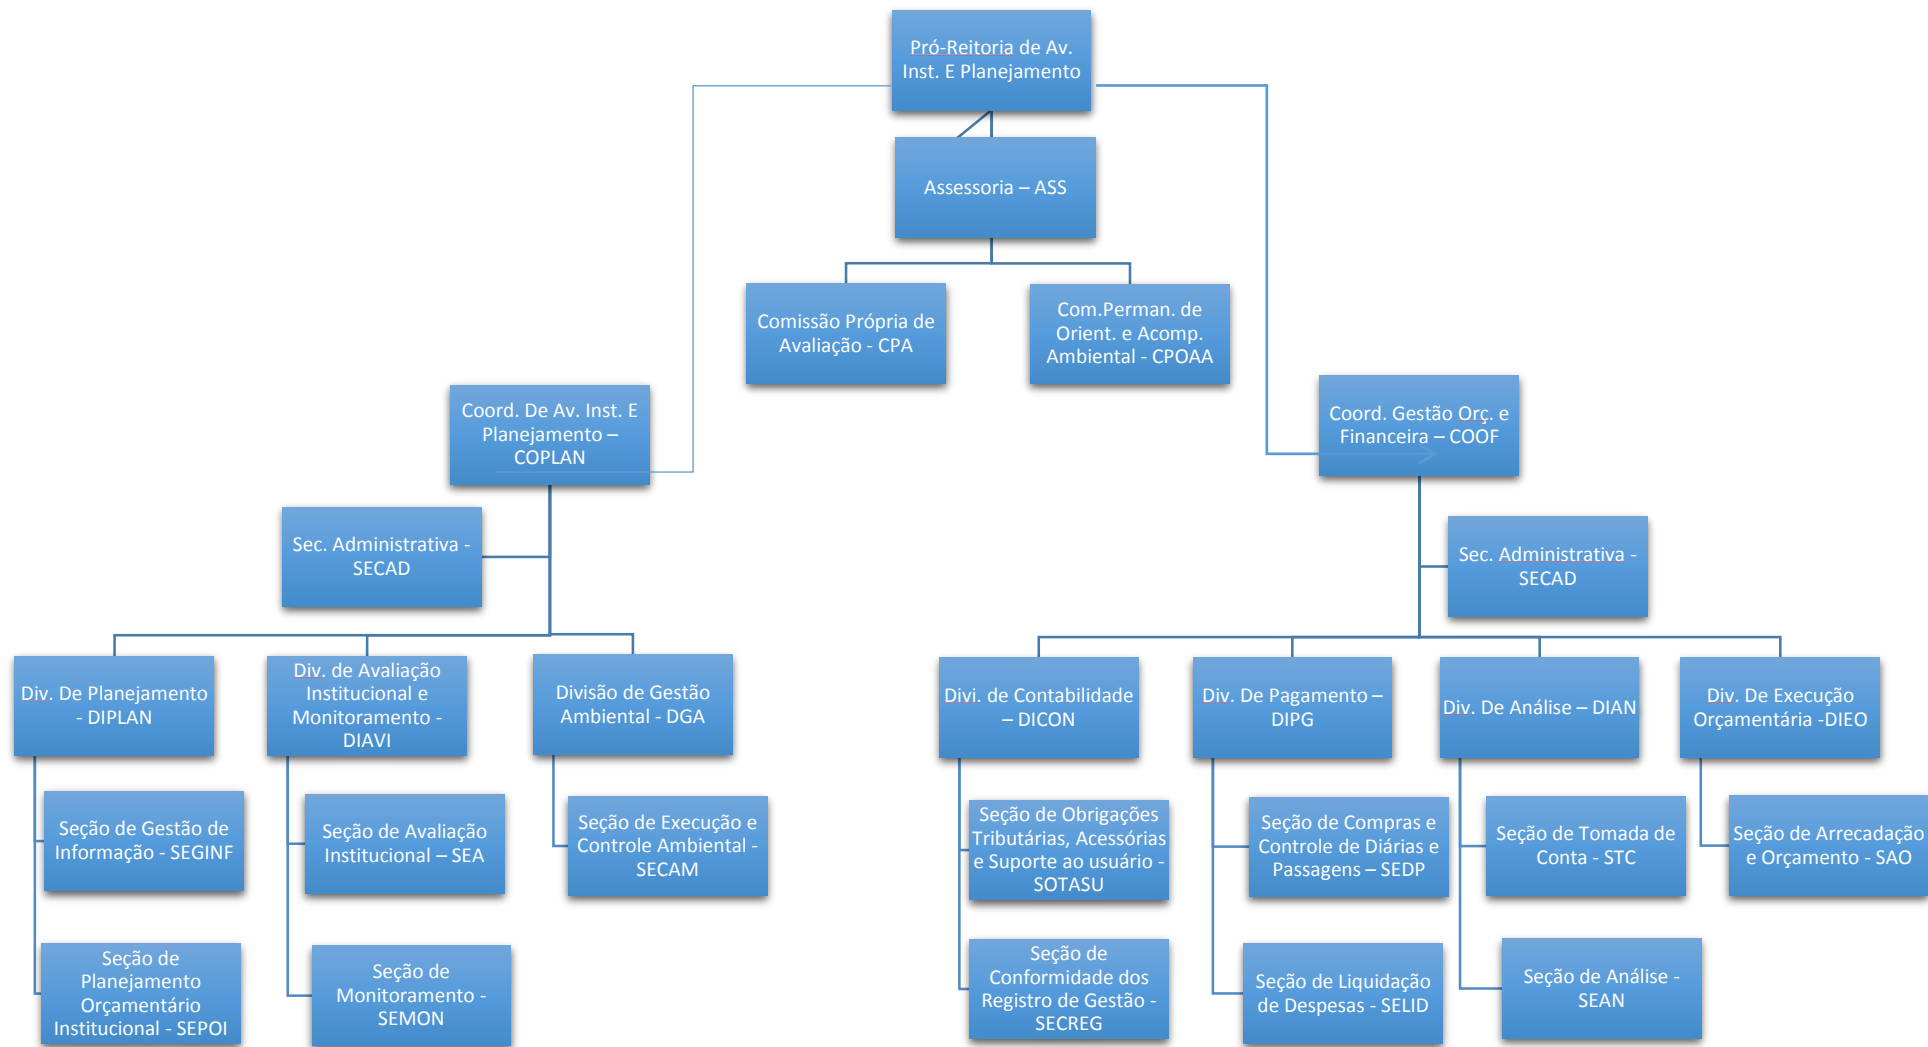 Pró-Reitoria de Av.
Inst. E Planejamento
Assessoria – ASS
Comissão Própria de
Avaliação - CPA
Com.Perman. de
Orient. e Acomp.
Ambiental - CPOAA
Coord. De Av. Inst. E
Planejamento –
COPLAN
Coord. Gestão Orç. e
Financeira – COOF
Sec. Administrativa -
SECAD
Sec. Administrativa -
SECAD
Div. De Planejamento
- DIPLAN
Div. de Avaliação
Institucional e
Monitoramento -
DIAVI
Divisão de Gestão
Ambiental - DGA
Divi. de Contabilidade
– DICON
Div. De Pagamento –
DIPG
Div. De Análise – DIAN
Div. De Execução
Orçamentária -DIEO
Seção de Gestão de
Informação - SEGINF
Seção de Avaliação
Institucional – SEA
Seção de Execução e
Controle Ambiental -
SECAM
Seção de Obrigações
Tributárias, Acessórias
e Suporte ao usuário -
SOTASU
Seção de Compras e
Controle de Diárias e
Passagens – SEDP
Seção de Tomada de
Conta - STC
Seção de Arrecadação
e Orçamento - SAO
Seção de
Planejamento
Orçamentário
Institucional - SEPOI
Seção de
Monitoramento -
SEMON
Seção de
Conformidade dos
Registro de Gestão -
SECREG
Seção de Liquidação
de Despesas - SELID
Seção de Análise -
SEAN